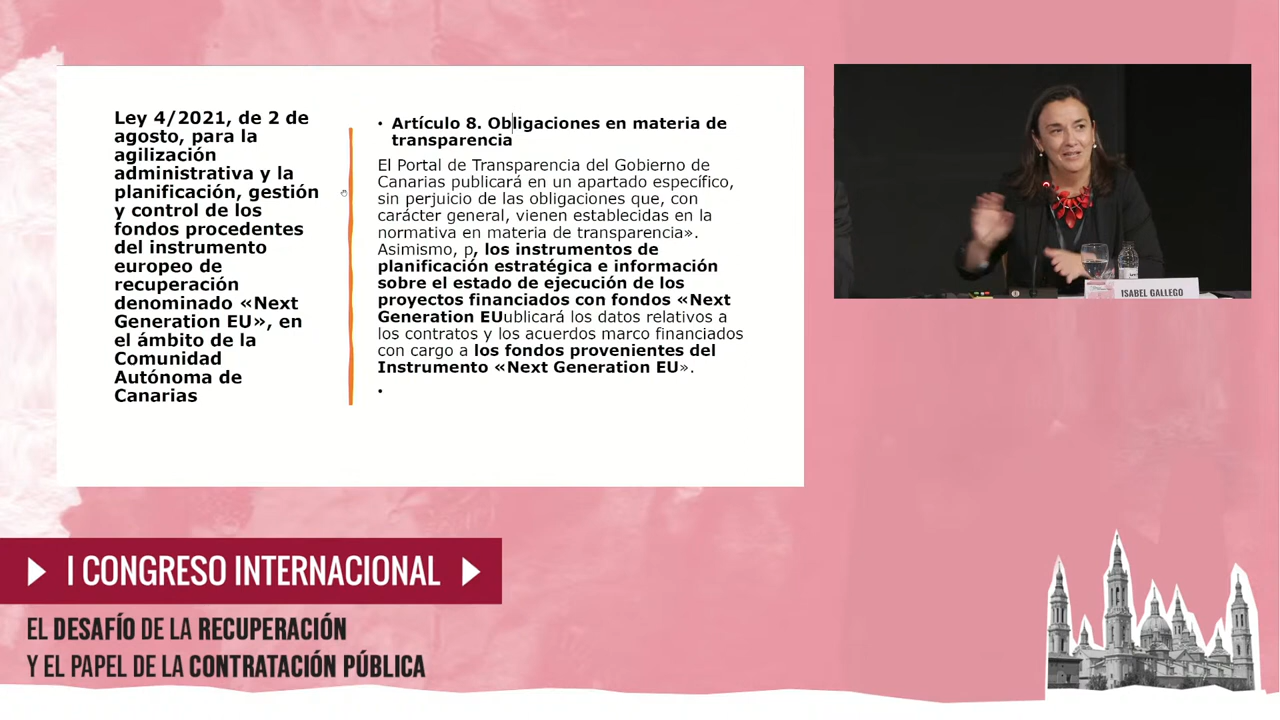 Ley 4/2021, de 2 de
agosto, para la
agilización
administrativa y la
planificación, gestión
y control de los
fondos procedentes
del instrumento
europeo de
recuperación
denominado «Next
Generation EU», en
el ámbito de la
Comunidad
Autónoma de
Canarias
• Artículo 8. Obligaciones en materia de
transparencia
El Portal de Transparencia del Gobierno de
Canarias publicará en un apartado específico,
sin perjuicio de las obligaciones que, con
carácter general, vienen establecidas en la
normativa en materia de transparencia».
Asimismo, p, los instrumentos de
planificación estratégica e información
sobre el estado de ejecución de los
proyectos financiados con fondos «Next
Generation EUublicará los datos relativos a
los contratos y los acuerdos marco financiados
con cargo a los fondos provenientes del
Instrumento «Next Generation EU».
•
ISABEL GALLEGO
I CONGRESO INTERNACIONAL
EL DESAFÍO DE LA RECUPERACIÓN
Y EL PAPEL DE LA CONTRATACIÓN PÚBLICA